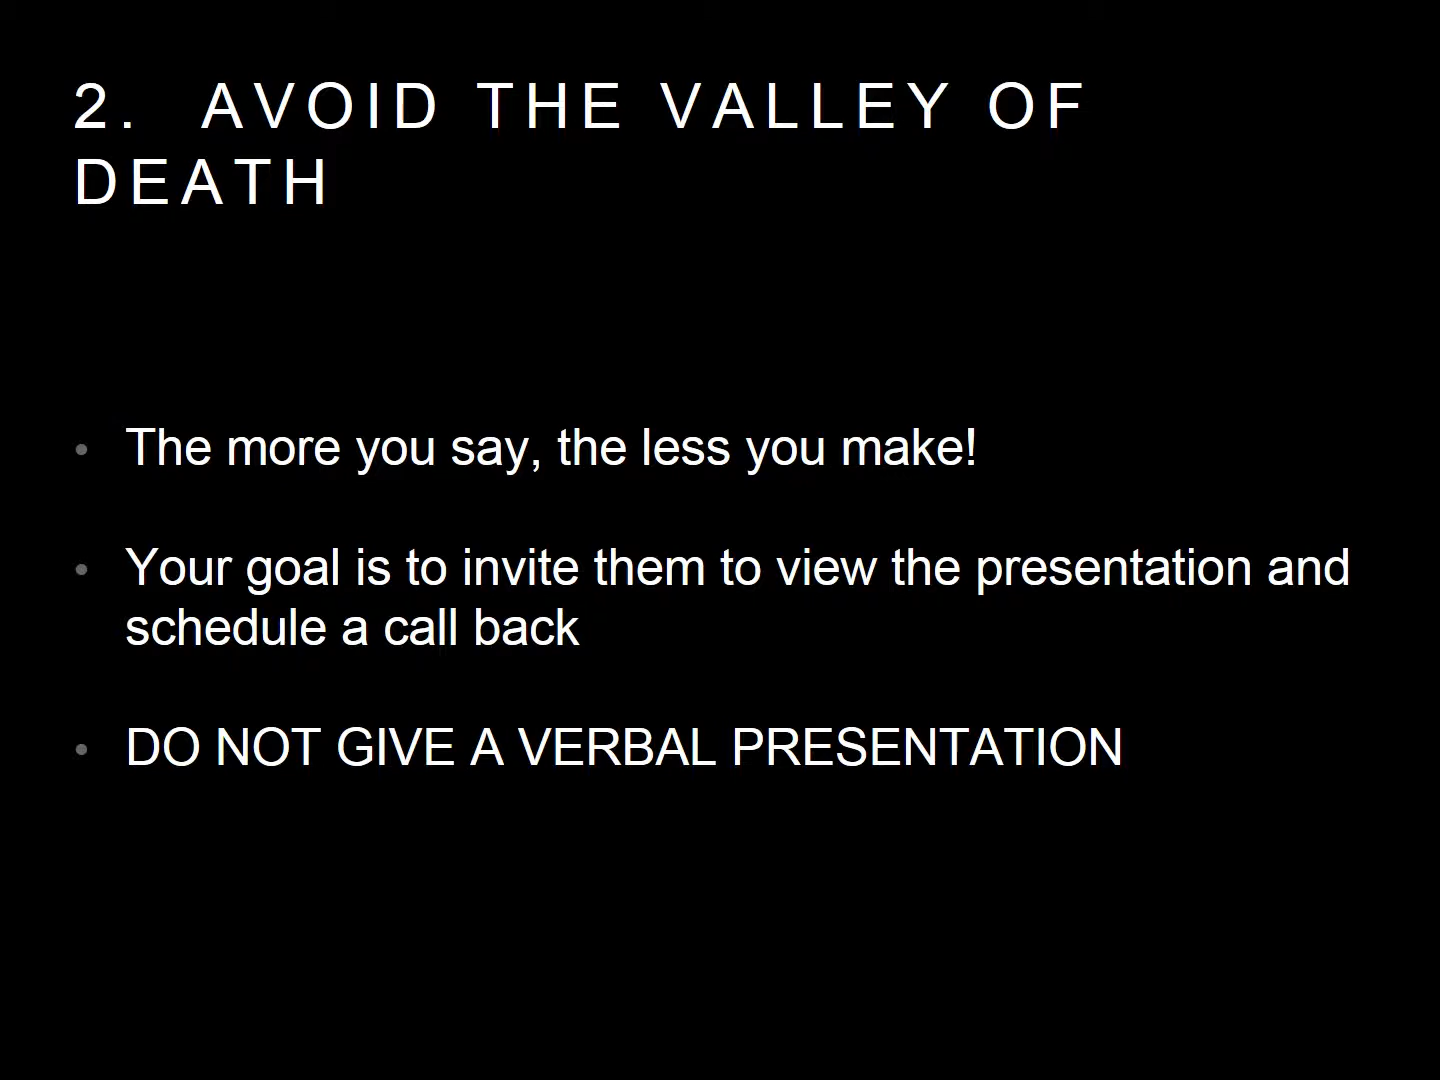 2. AVOID THE VALLEY OF
DEATH
• The more you say, the less you make!
• Your goal is to invite them to view the presentation and
schedule a call back
• DO NOT GIVE A VERBAL PRESENTATION